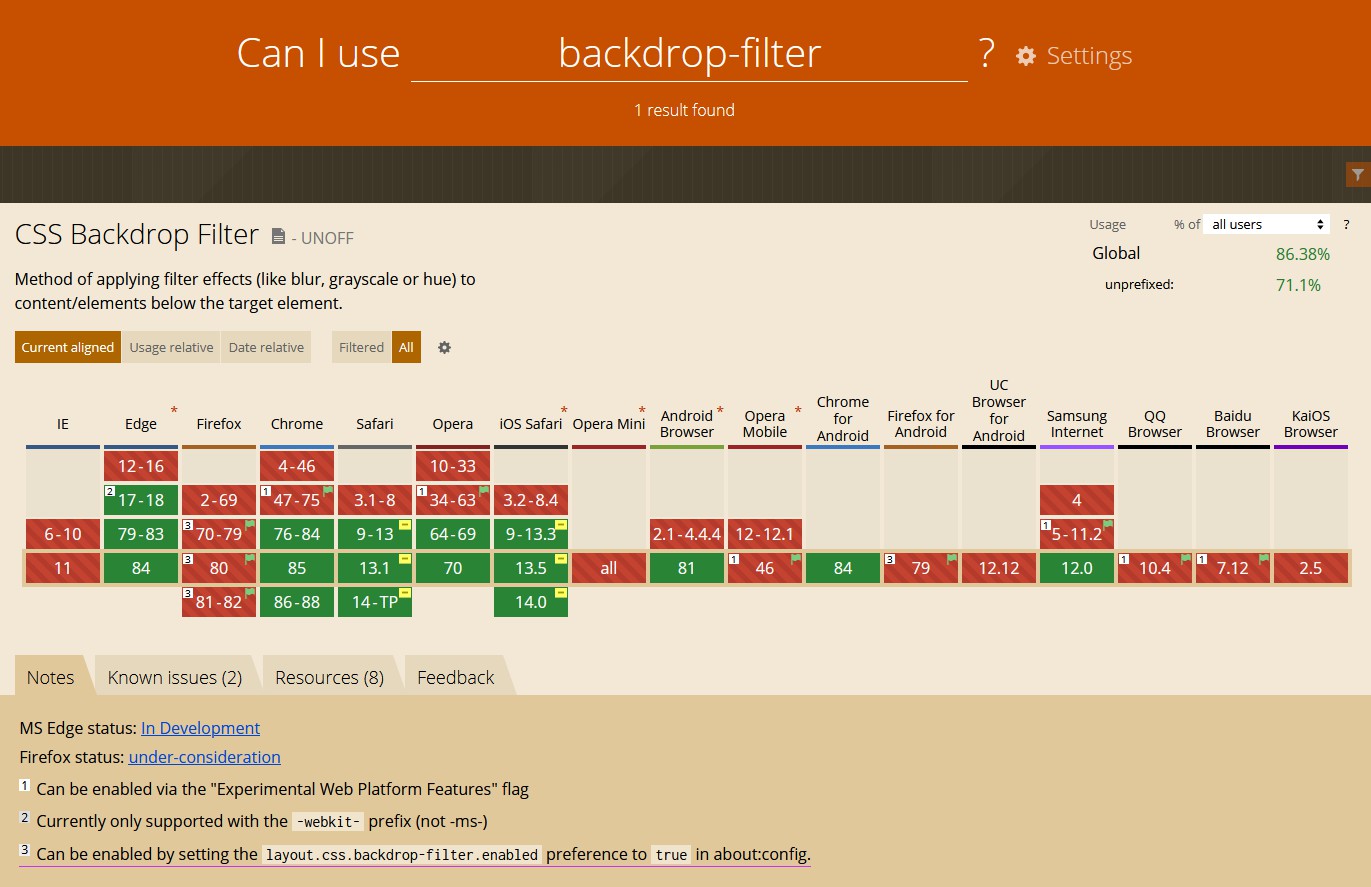 Can I use backdrop-filter ? Settings
1 result found
CSS Backdrop Filter - UNOFF
Usage % of all users ?
Global 86.38%
unprefixed: 71.1%
Method of applying filter effects (like blur, grayscale or hue) to
content/elements below the target element.
Current aligned Usage relative Date relative Filtered All
IE Edge * Firefox Chrome Safari Opera iOS Safari * Opera Mini * Android Browser * Opera Mobile * Chrome for Android Firefox for Android UC Browser for Android Samsung Internet QQ Browser Baidu Browser KaiOS Browser
12-16 4-46 10-33
2 17-18 2-69 1 47-75 3.1-8 1 34-63 3.2-8.4 4
6-10 79-83 3 70-79 76-84 9-13 64-69 9-13.3 2.1-4.4.4 12-12.1 1 5-11.2
11 84 3 80 85 13.1 70 13.5 all 81 1 46 84 3 79 12.12 12.0 1 10.4 1 7.12 2.5
3 81-82 86-88 14-TP 14.0
Notes Known issues (2) Resources (8) Feedback
MS Edge status: In Development
Firefox status: under-consideration
1 Can be enabled via the "Experimental Web Platform Features" flag
2 Currently only supported with the -webkit- prefix (not -ms-)
3 Can be enabled by setting the layout.css.backdrop-filter.enabled preference to true in about:config.